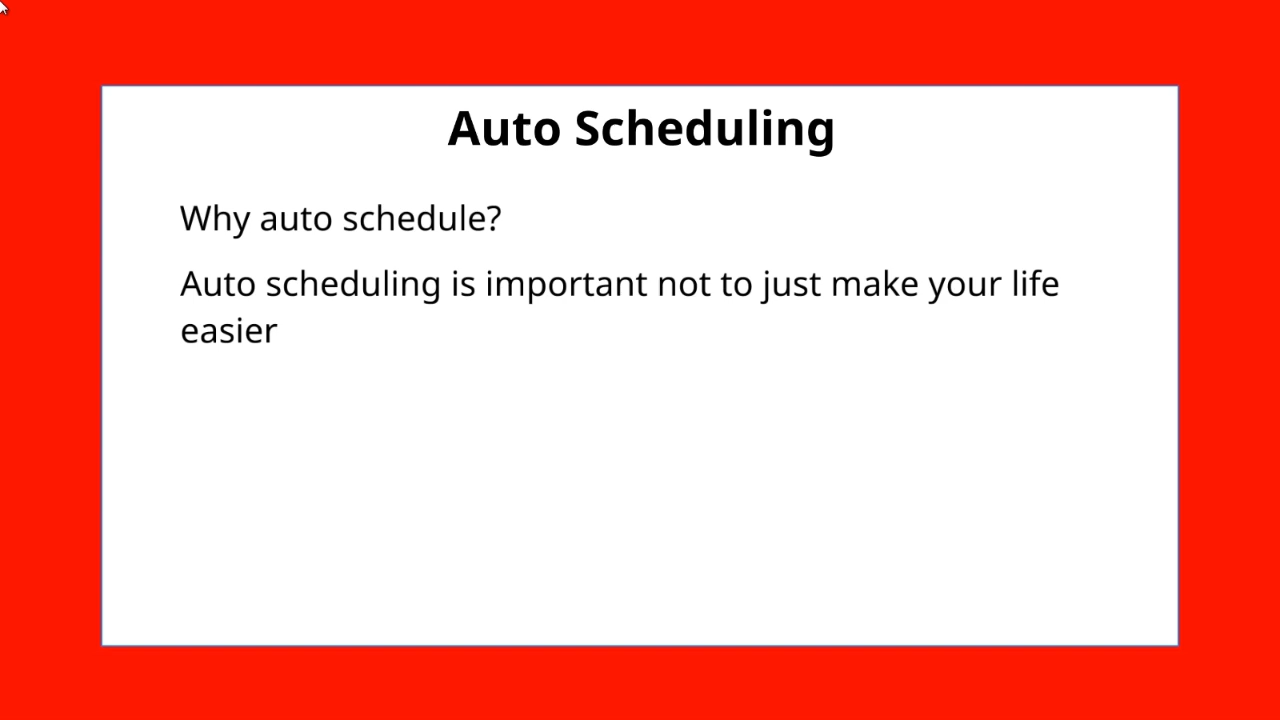 Auto Scheduling
Why auto schedule?
Auto scheduling is important not to just make your life
easier